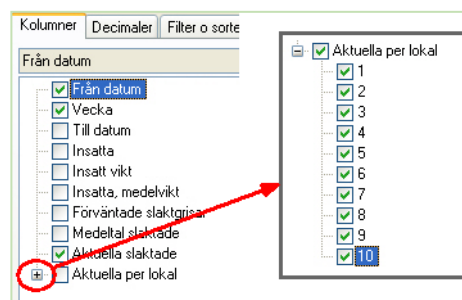 Kolumner Decimaler Filter o sorte
Från datum
Från datum
Vecka
Till datum
Insatta
Insatt vikt
Insatta, medelvikt
Förväntade slaktgrisar
Medeltal slaktade
Aktuella slaktade
Aktuella per lokal
Aktuella per lokal
1
2
3
4
5
6
7
8
9
10